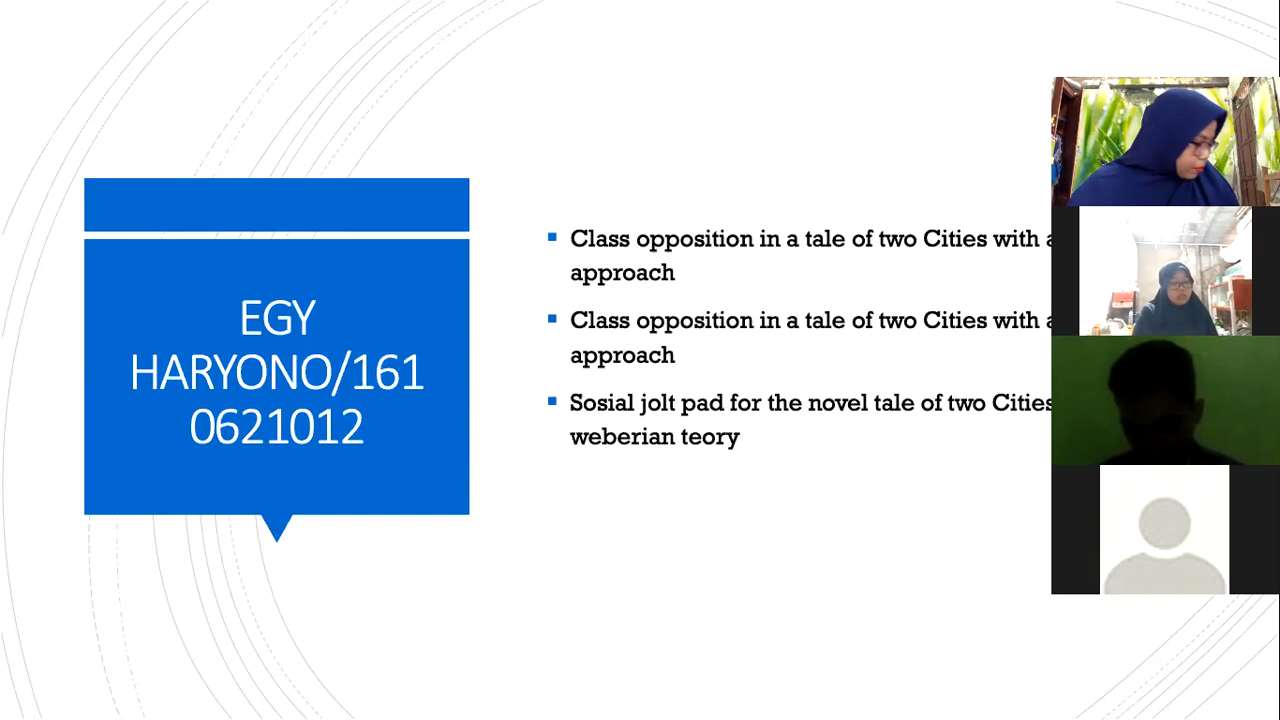 EGY
HARYONO/161
0621012
Class opposition in a tale of two Cities with
approach
Class opposition in a tale of two Cities with
approach
Sosial jolt pad for the novel tale of two Cities
weberian teory